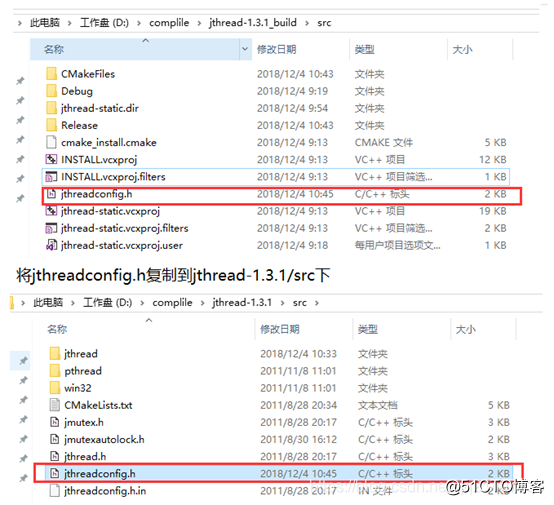 此电脑 › 工作盘 (D:) › complile › jthread-1.3.1_build › src
名称 修改日期 类型 大小
CMakeFiles 2018/12/4 10:43 文件夹
Debug 2018/12/4 9:19 文件夹
jthread-static.dir 2018/12/4 9:54 文件夹
Release 2018/12/4 10:43 文件夹
cmake_install.cmake 2018/12/4 9:13 CMAKE 文件 5 KB
INSTALL.vcxproj 2018/12/4 9:13 VC++ 项目 12 KB
INSTALL.vcxproj.filters 2018/12/4 9:13 VC++ 项目筛选... 1 KB
jthreadconfig.h 2018/12/4 10:45 C/C++ 标头 2 KB
jthread-static.vcxproj 2018/12/4 9:13 VC++ 项目 19 KB
jthread-static.vcxproj.filters 2018/12/4 9:13 VC++ 项目筛选... 2 KB
jthread-static.vcxproj.user 2018/12/4 9:18 每用户项目选项文... 1 KB
将jthreadconfig.h复制到jthread-1.3.1/src下
此电脑 › 工作盘 (D:) › complile › jthread-1.3.1 › src ›
名称 修改日期 类型 大小
jthread 2018/12/4 10:33 文件夹
pthread 2011/11/8 11:01 文件夹
win32 2011/11/8 11:01 文件夹
CMakeLists.txt 2011/8/28 20:34 文本文档 5 KB
jmutex.h 2011/8/28 20:17 C/C++ 标头 3 KB
jmutexautolock.h 2011/8/30 16:12 C/C++ 标头 2 KB
jthread.h 2011/8/28 20:17 C/C++ 标头 3 KB
jthreadconfig.h 2018/12/4 10:45 C/C++ 标头 2 KB
jthreadconfig.h.in 2011/8/28 20:17 IN 文件 2 KB
@51CTO博客